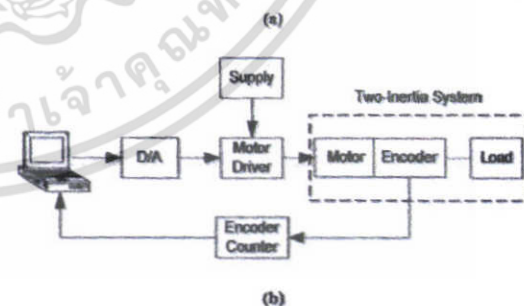 (a)
Supply
Two-Inertia System
D/A
Motor
Driver
Motor
Encoder
Load
Encoder
Counter
(b)